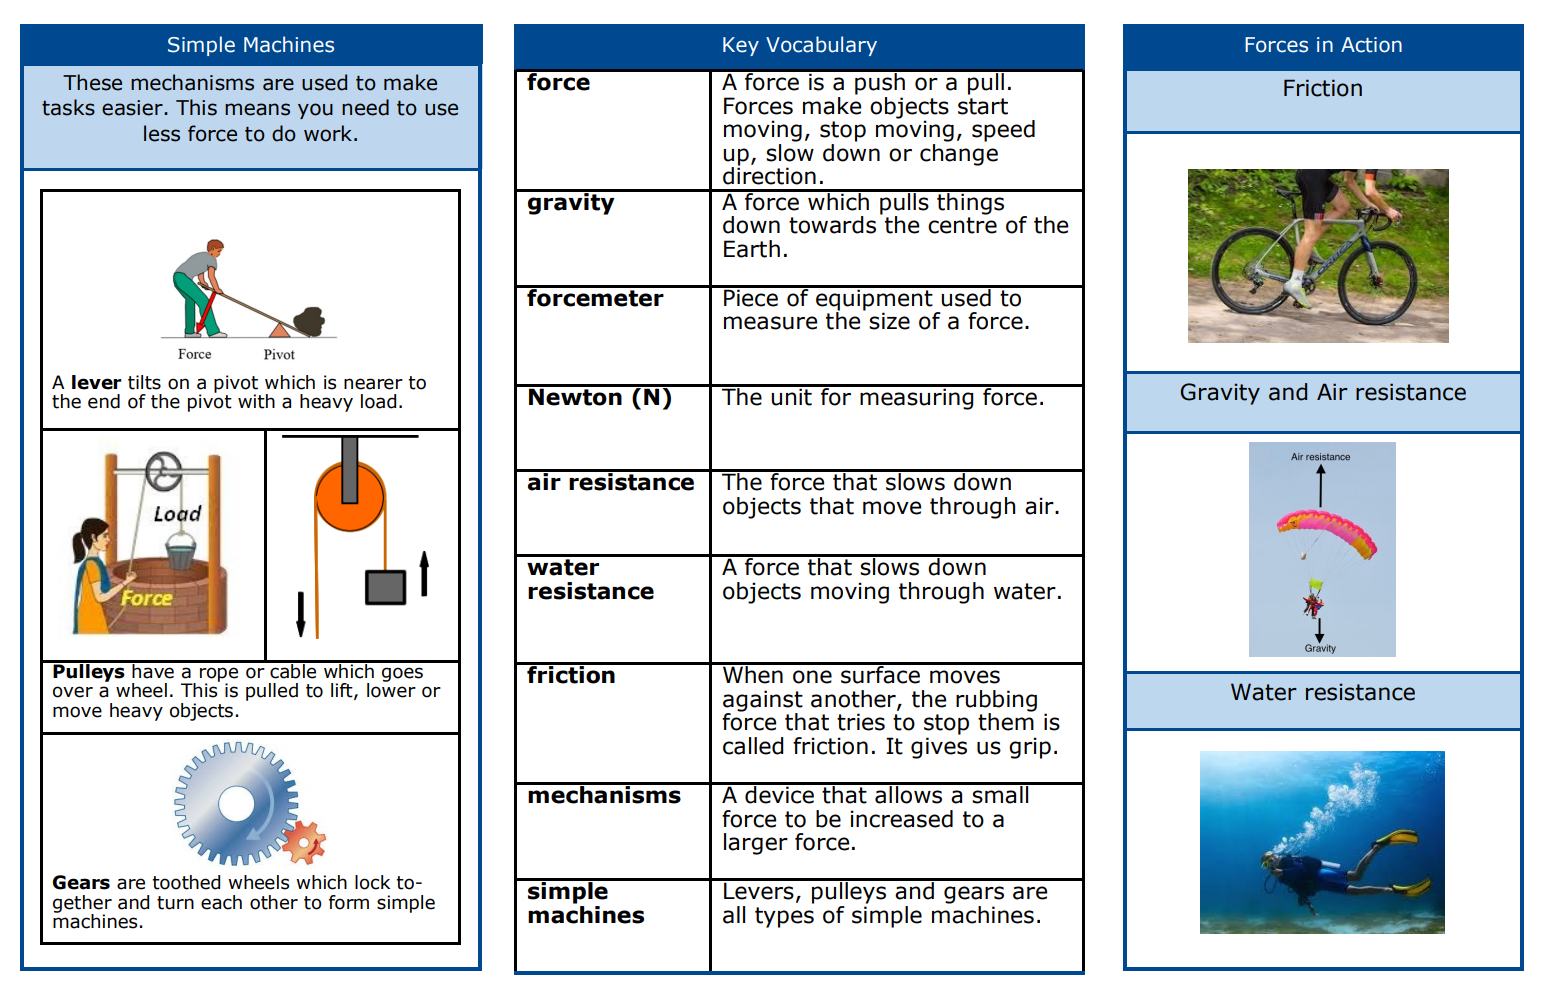 Simple Machines
These mechanisms are used to make
tasks easier. This means you need to use
less force to do work.
Force
Pivot
A lever tilts on a pivot which is nearer to
the end of the pivot with a heavy load.
Load
Force
Pulleys have a rope or cable which goes
over a wheel. This is pulled to lift, lower or
move heavy objects.
Gears are toothed wheels which lock to-
gether and turn each other to form simple
machines.
Key Vocabulary
force
A force is a push or a pull.
Forces make objects start
moving, stop moving, speed
up, slow down or change
direction.
gravity
A force which pulls things
down towards the centre of the
Earth.
forcemeter
Piece of equipment used to
measure the size of a force.
Newton (N)
The unit for measuring force.
air resistance
The force that slows down
objects that move through air.
water
resistance
A force that slows down
objects moving through water.
friction
When one surface moves
against another, the rubbing
force that tries to stop them is
called friction. It gives us grip.
mechanisms
A device that allows a small
force to be increased to a
larger force.
simple
machines
Levers, pulleys and gears are
all types of simple machines.
Forces in Action
Friction
Gravity and Air resistance
Air resistance
Gravity
Water resistance